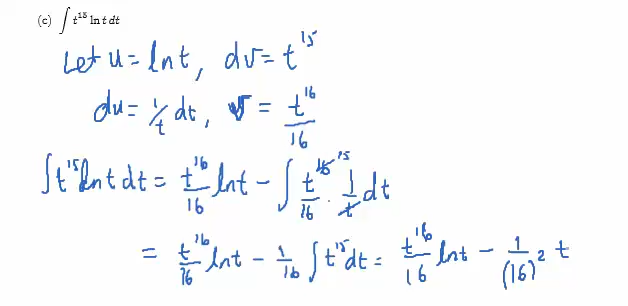 (c) ∫ t^15 ln t dt
Let u = ln t, dv = t^15
du = 1/t dt, v = t^16/16
∫ t^15 ln t dt = t^16/16 ln t - ∫ t^16 15/16 · 1/t dt
= t^16/16 ln t - 1/16 ∫ t^15 dt = t^16/16 ln t - 1/(16)^2 t